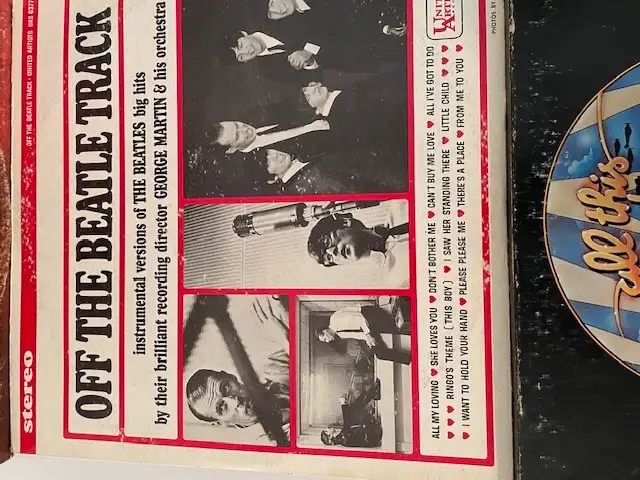 OFF THE BEATLE TRACK · UNITED ARTISTS UAS 6377
stereo
OFF THE BEATLE TRACK
instrumental versions of THE BEATLES big hits
by their brilliant recording director GEORGE MARTIN & his orchestra
UNITED
ARTISTS
ALL MY LOVING ♥ SHE LOVES YOU ♥ DON'T BOTHER ME ♥ CAN'T BUY ME LOVE ♥ ALL I'VE GOT TO DO
♥ ♥ ♥ RINGO'S THEME (THIS BOY) ♥ I SAW HER STANDING THERE ♥ LITTLE CHILD ♥ ♥ ♥
♥ I WANT TO HOLD YOUR HAND ♥ PLEASE PLEASE ME ♥ THERE'S A PLACE ♥ FROM ME TO YOU ♥
PHOTOS BY
all this